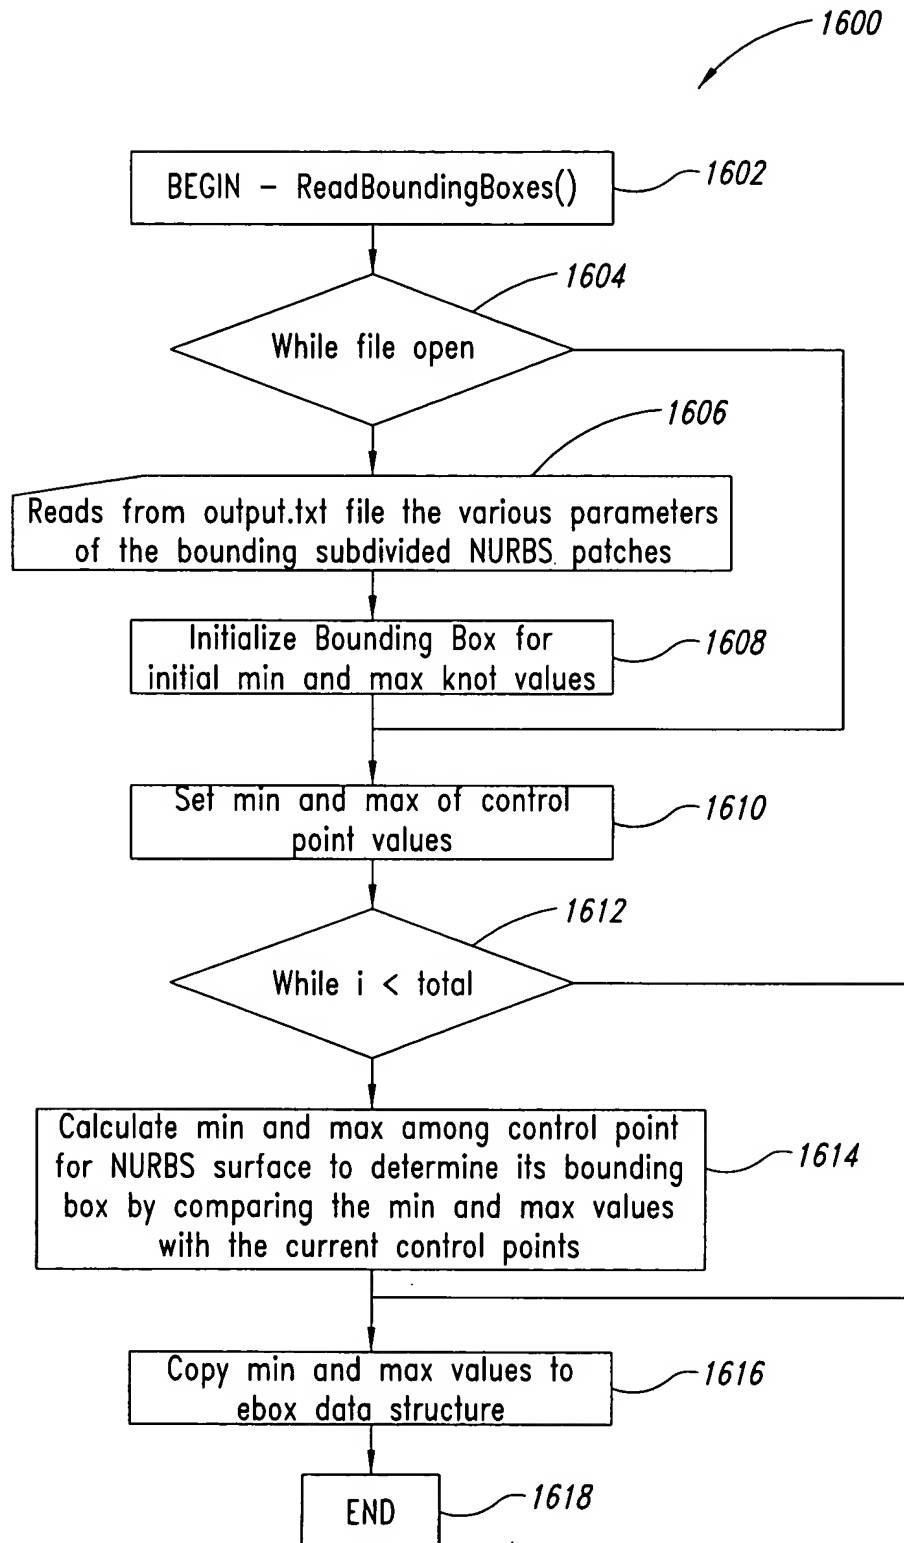 1600
BEGIN - ReadBoundingBoxes()
1602
1604
While file open
1606
Reads from output.txt file the various parameters
of the bounding subdivided NURBS patches
Initialize Bounding Box for
initial min and max knot values
1608
Set min and max of control
point values
1610
1612
While i < total
Calculate min and max among control point
for NURBS surface to determine its bounding
box by comparing the min and max values
with the current control points
1614
Copy min and max values to
ebox data structure
1616
END
1618